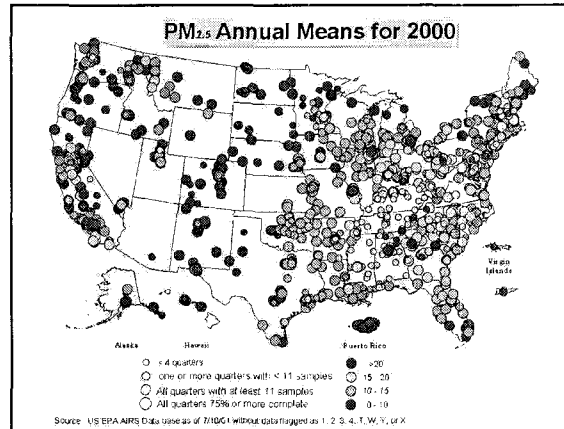 PM2.5 Annual Means for 2000
Virgin
Islands
Alaska
Hawaii
Puerto Rico
< 4 quarters
one or more quarters with < 11 samples
All quarters with at least 11 samples
All quarters 75% or more complete
>20
15 - 20
10 - 15
0 - 10
Source: US EPA AIRS Data base as of 7/10/01 without data flagged as 1, 2, 3, 4, T, W, Y, or X